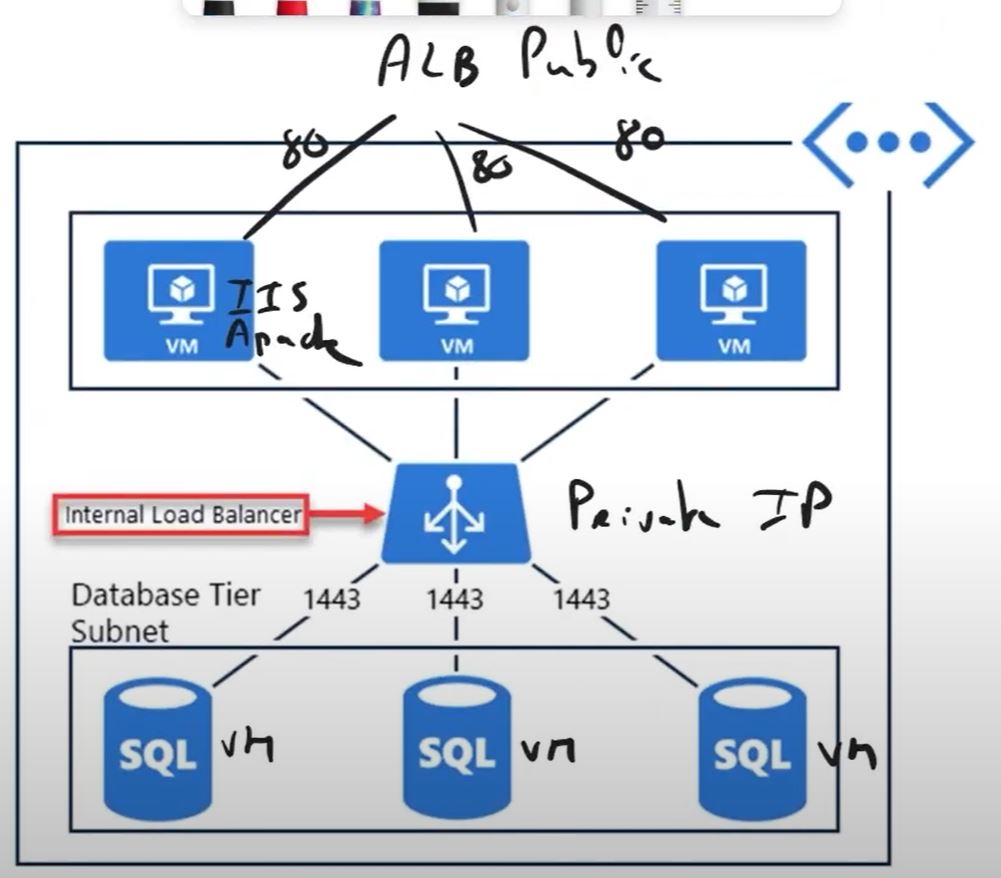 ALB Public
80
80
80
VM
IIS
Apache
VM
VM
Internal Load Balancer
Private IP
Database Tier
Subnet
1443
1443
1443
SQL
VM
SQL
VM
SQL
VM